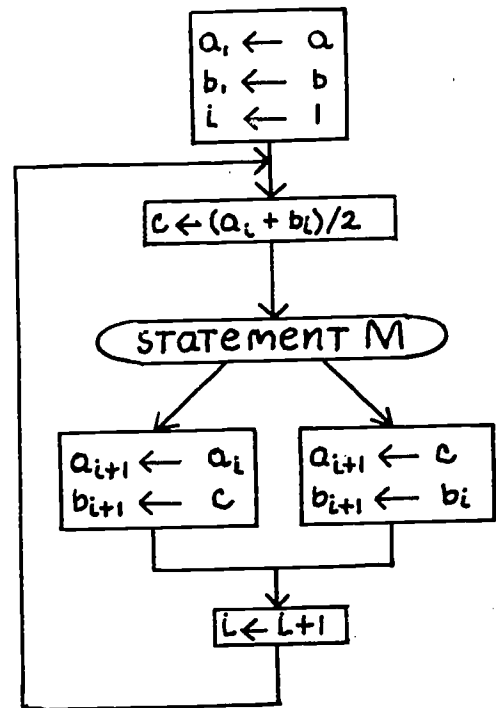 a₁ ← a
b₁ ← b
i ← 1
c ← (aᵢ + bᵢ)/2
STATEMENT M
aᵢ₊₁ ← aᵢ
bᵢ₊₁ ← c
aᵢ₊₁ ← c
bᵢ₊₁ ← bᵢ
i ← i+1